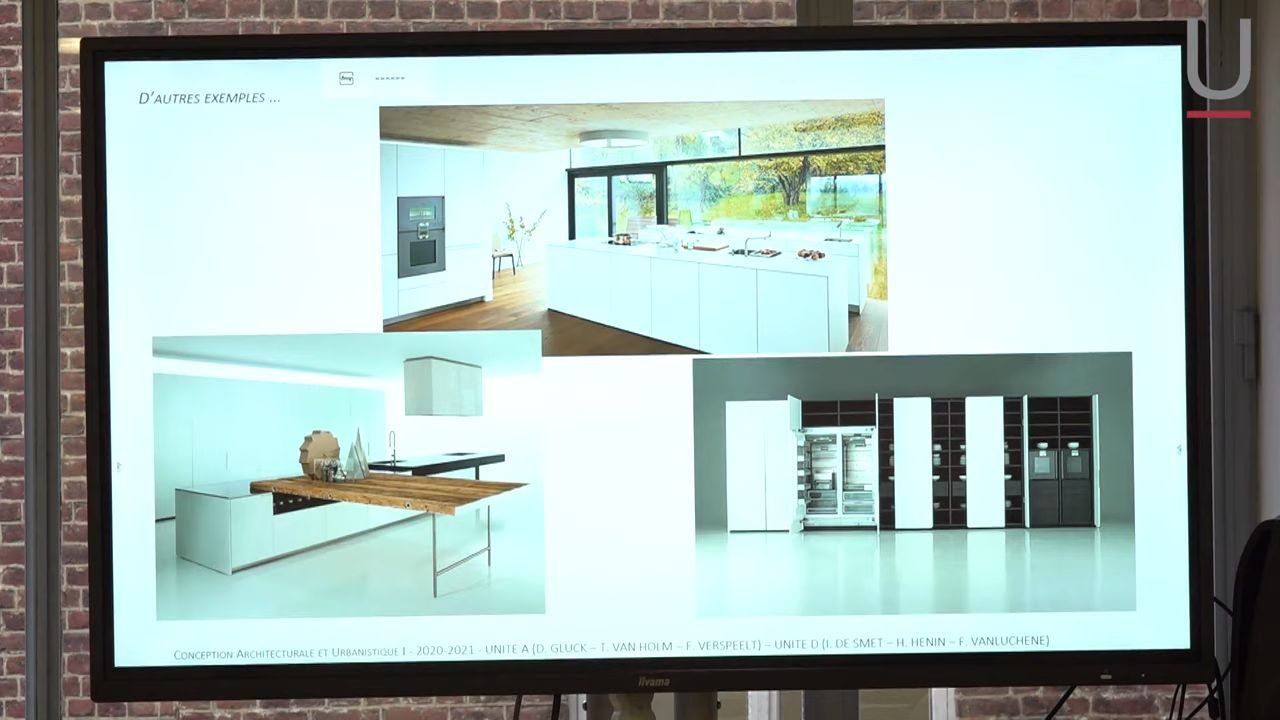 U
D'AUTRES EXEMPLES ...
CONCEPTION ARCHITECTURALE ET URBANISTIQUE I - 2020-2021 - UNITE A (D. GLUCK – T. VAN HOLM – F. VERSPEELT) – UNITE D (I. DE SMET – H. HENIN – F. VANLUCHENE)
iiyama